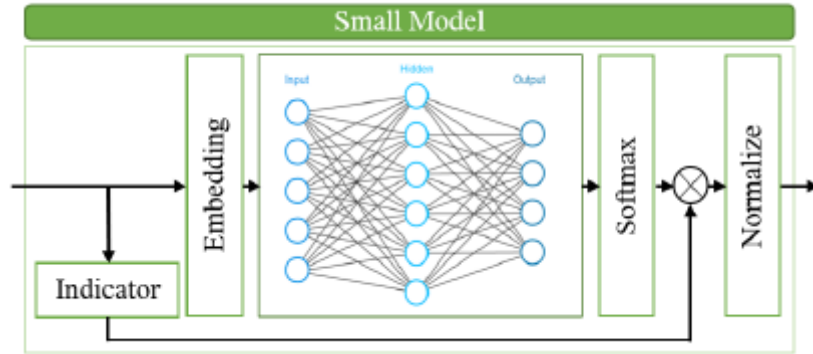 Small Model
Input
Hidden
Output
Embedding
Softmax
Normalize
Indicator